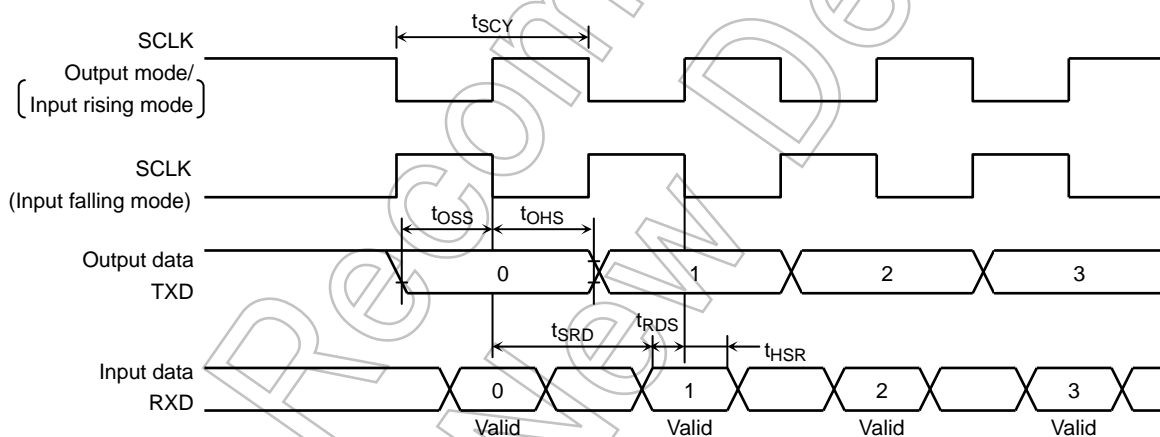 tSCY
SCLK
Output mode/
Input rising mode
SCLK
(Input falling mode)
tOSS tOHS
Output data
TXD
0 1 2 3
tSRD tRDS tHSR
Input data
RXD
0 1 2 3
Valid Valid Valid Valid